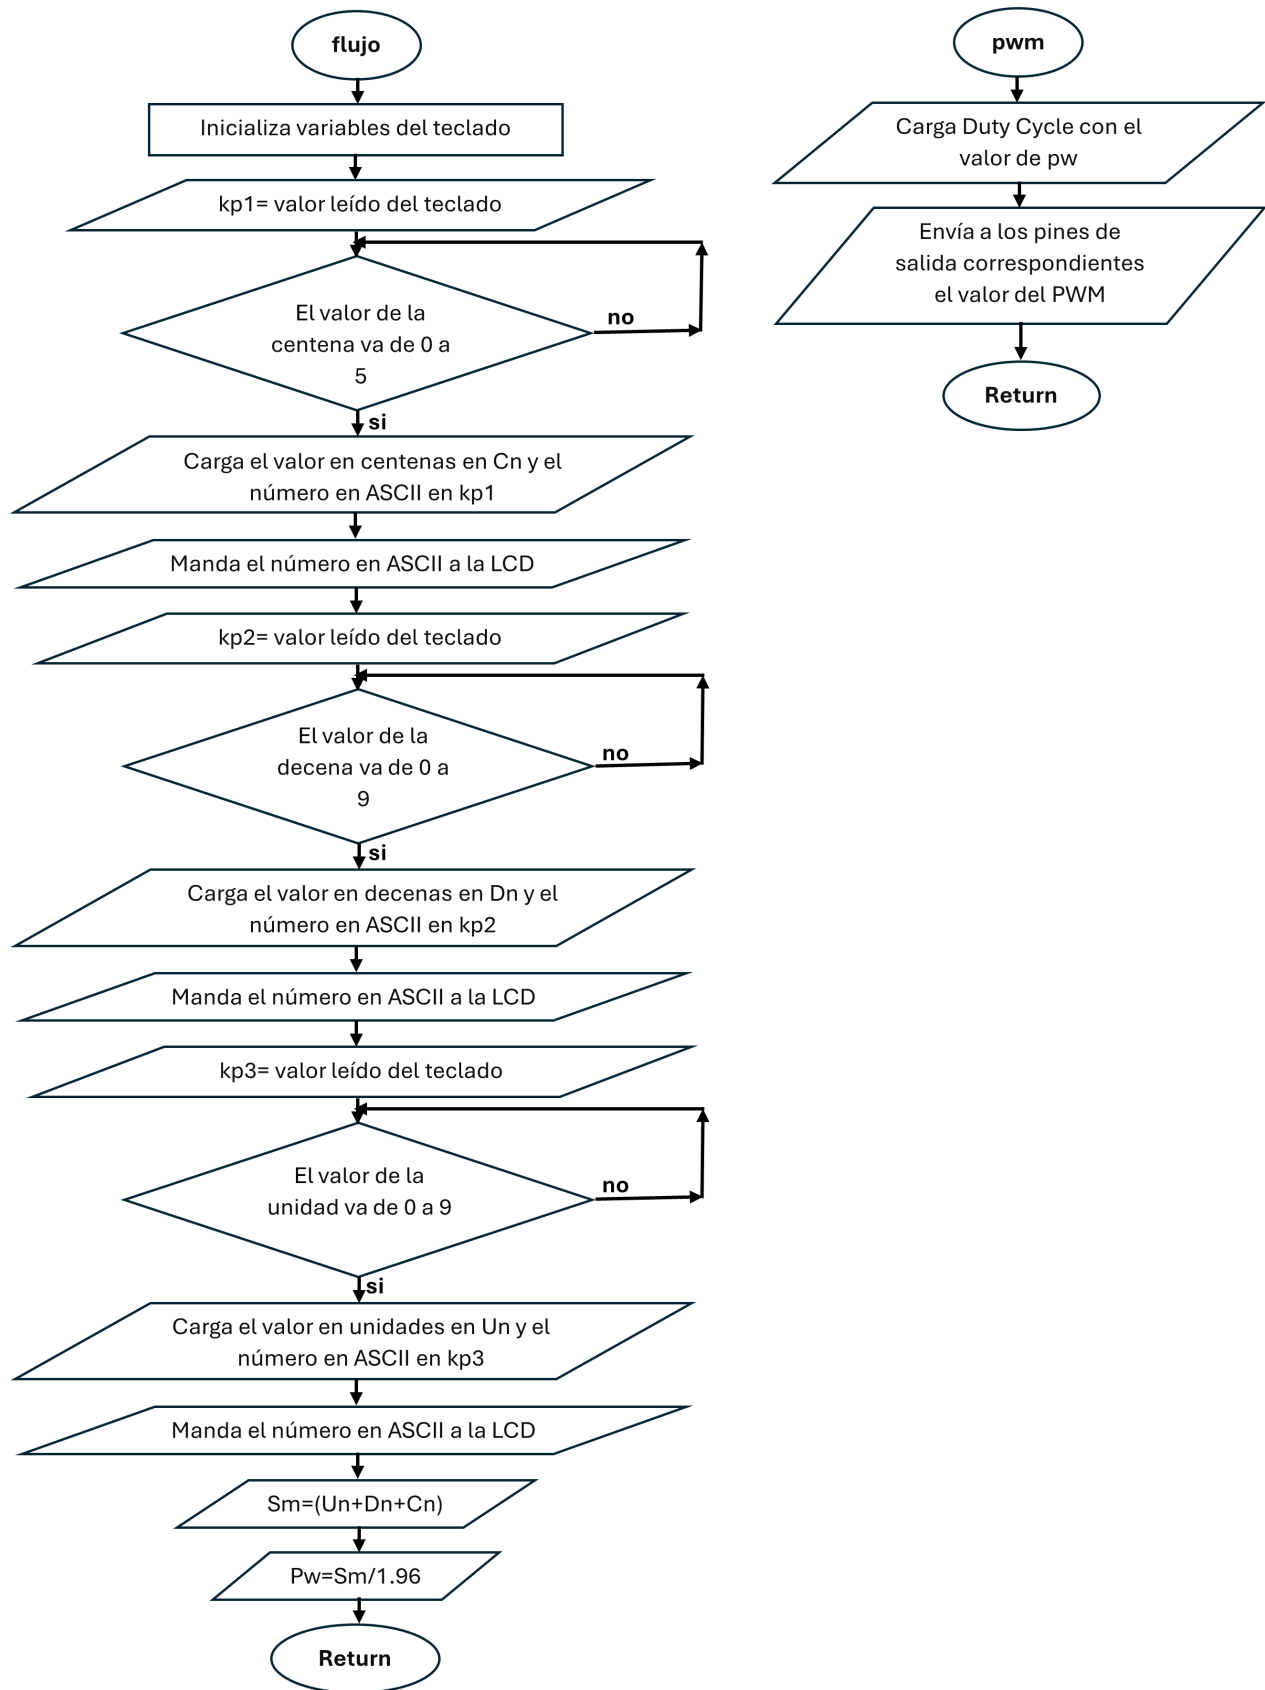 flujo
Inicializa variables del teclado
kp1= valor leído del teclado
El valor de la
centena va de 0 a
5
no
si
Carga el valor en centenas en Cn y el
número en ASCII en kp1
Manda el número en ASCII a la LCD
kp2= valor leído del teclado
El valor de la
decena va de 0 a
9
no
si
Carga el valor en decenas en Dn y el
número en ASCII en kp2
Manda el número en ASCII a la LCD
kp3= valor leído del teclado
El valor de la
unidad va de 0 a 9
no
si
Carga el valor en unidades en Un y el
número en ASCII en kp3
Manda el número en ASCII a la LCD
Sm=(Un+Dn+Cn)
Pw=Sm/1.96
Return
pwm
Carga Duty Cycle con el
valor de pw
Envía a los pines de
salida correspondientes
el valor del PWM
Return